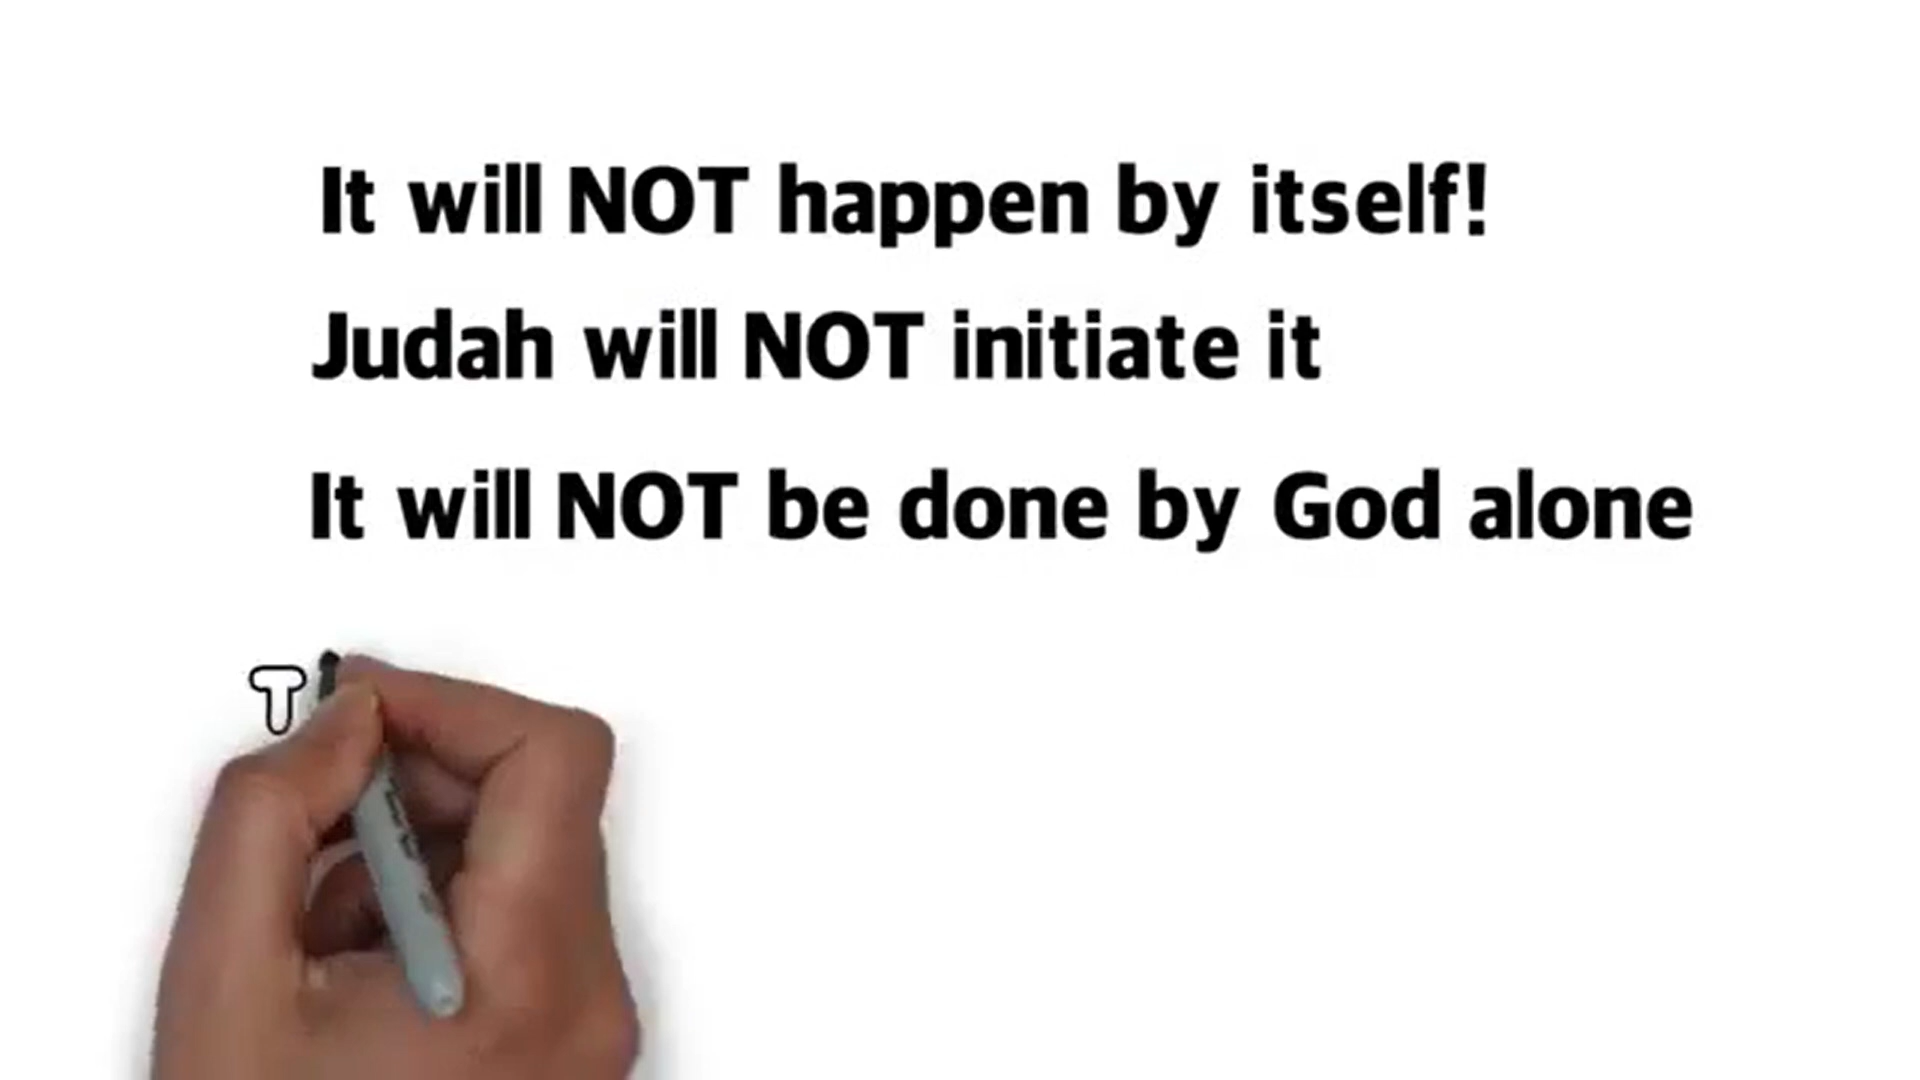 It will NOT happen by itself!
Judah will NOT initiate it
It will NOT be done by God alone
T